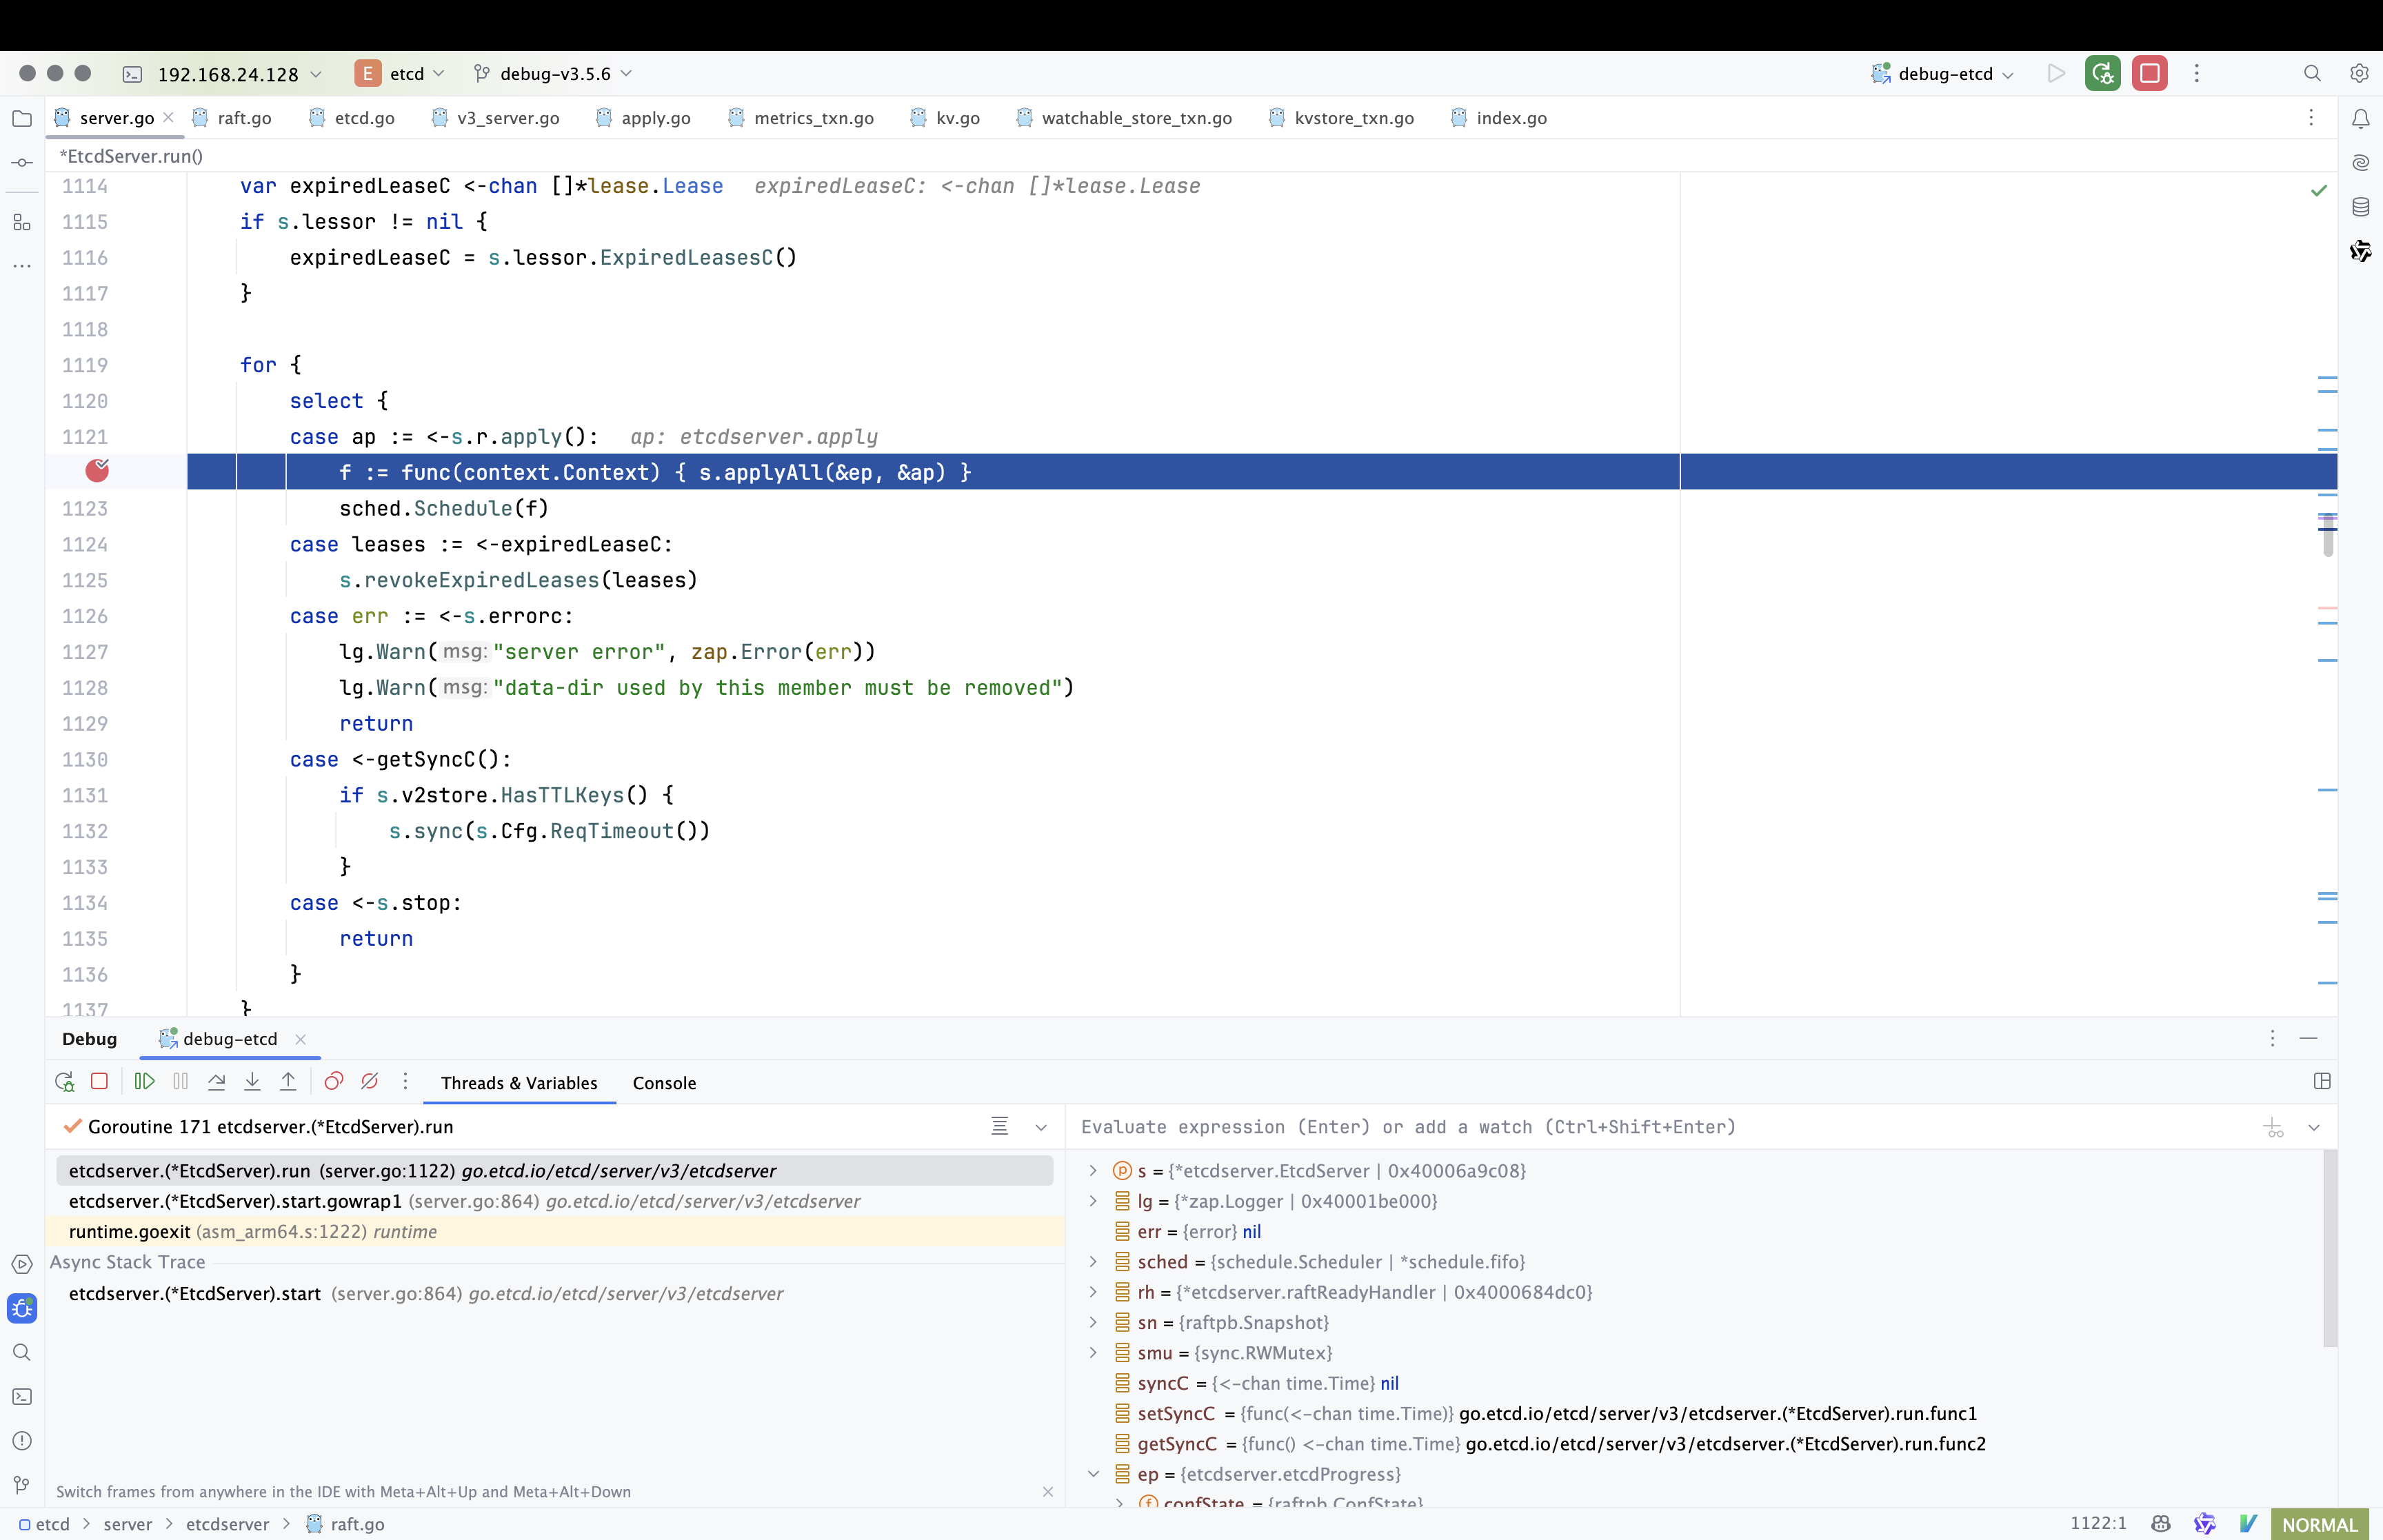 192.168.24.128 E etcd debug-v3.5.6 debug-etcd
server.go raft.go etcd.go v3_server.go apply.go metrics_txn.go kv.go watchable_store_txn.go kvstore_txn.go index.go
*EtcdServer.run()
1114 var expiredLeaseC <-chan []*lease.Lease expiredLeaseC: <-chan []*lease.Lease
1115 if s.lessor != nil {
1116 expiredLeaseC = s.lessor.ExpiredLeasesC()
1117 }
1118
1119 for {
1120 select {
1121 case ap := <-s.r.apply(): ap: etcdserver.apply
f := func(context.Context) { s.applyAll(&ep, &ap) }
1123 sched.Schedule(f)
1124 case leases := <-expiredLeaseC:
1125 s.revokeExpiredLeases(leases)
1126 case err := <-s.errorc:
1127 lg.Warn( msg: "server error", zap.Error(err))
1128 lg.Warn( msg: "data-dir used by this member must be removed")
1129 return
1130 case <-getSyncC():
1131 if s.v2store.HasTTLKeys() {
1132 s.sync(s.Cfg.ReqTimeout())
1133 }
1134 case <-s.stop:
1135 return
1136 }
1137 }
Debug debug-etcd
Threads & Variables Console
Goroutine 171 etcdserver.(*EtcdServer).run
etcdserver.(*EtcdServer).run (server.go:1122) go.etcd.io/etcd/server/v3/etcdserver
etcdserver.(*EtcdServer).start.gowrap1 (server.go:864) go.etcd.io/etcd/server/v3/etcdserver
runtime.goexit (asm_arm64.s:1222) runtime
Async Stack Trace
etcdserver.(*EtcdServer).start (server.go:864) go.etcd.io/etcd/server/v3/etcdserver
Switch frames from anywhere in the IDE with Meta+Alt+Up and Meta+Alt+Down
Evaluate expression (Enter) or add a watch (Ctrl+Shift+Enter)
s = {*etcdserver.EtcdServer | 0x40006a9c08}
lg = {*zap.Logger | 0x40001be000}
err = {error} nil
sched = {schedule.Scheduler | *schedule.fifo}
rh = {*etcdserver.raftReadyHandler | 0x4000684dc0}
sn = {raftpb.Snapshot}
smu = {sync.RWMutex}
syncC = {<-chan time.Time} nil
setSyncC = {func(<-chan time.Time)} go.etcd.io/etcd/server/v3/etcdserver.(*EtcdServer).run.func1
getSyncC = {func() <-chan time.Time} go.etcd.io/etcd/server/v3/etcdserver.(*EtcdServer).run.func2
ep = {etcdserver.etcdProgress}
confState = {raftpb.ConfState}
etcd > server > etcdserver > raft.go 1122:1 NORMAL